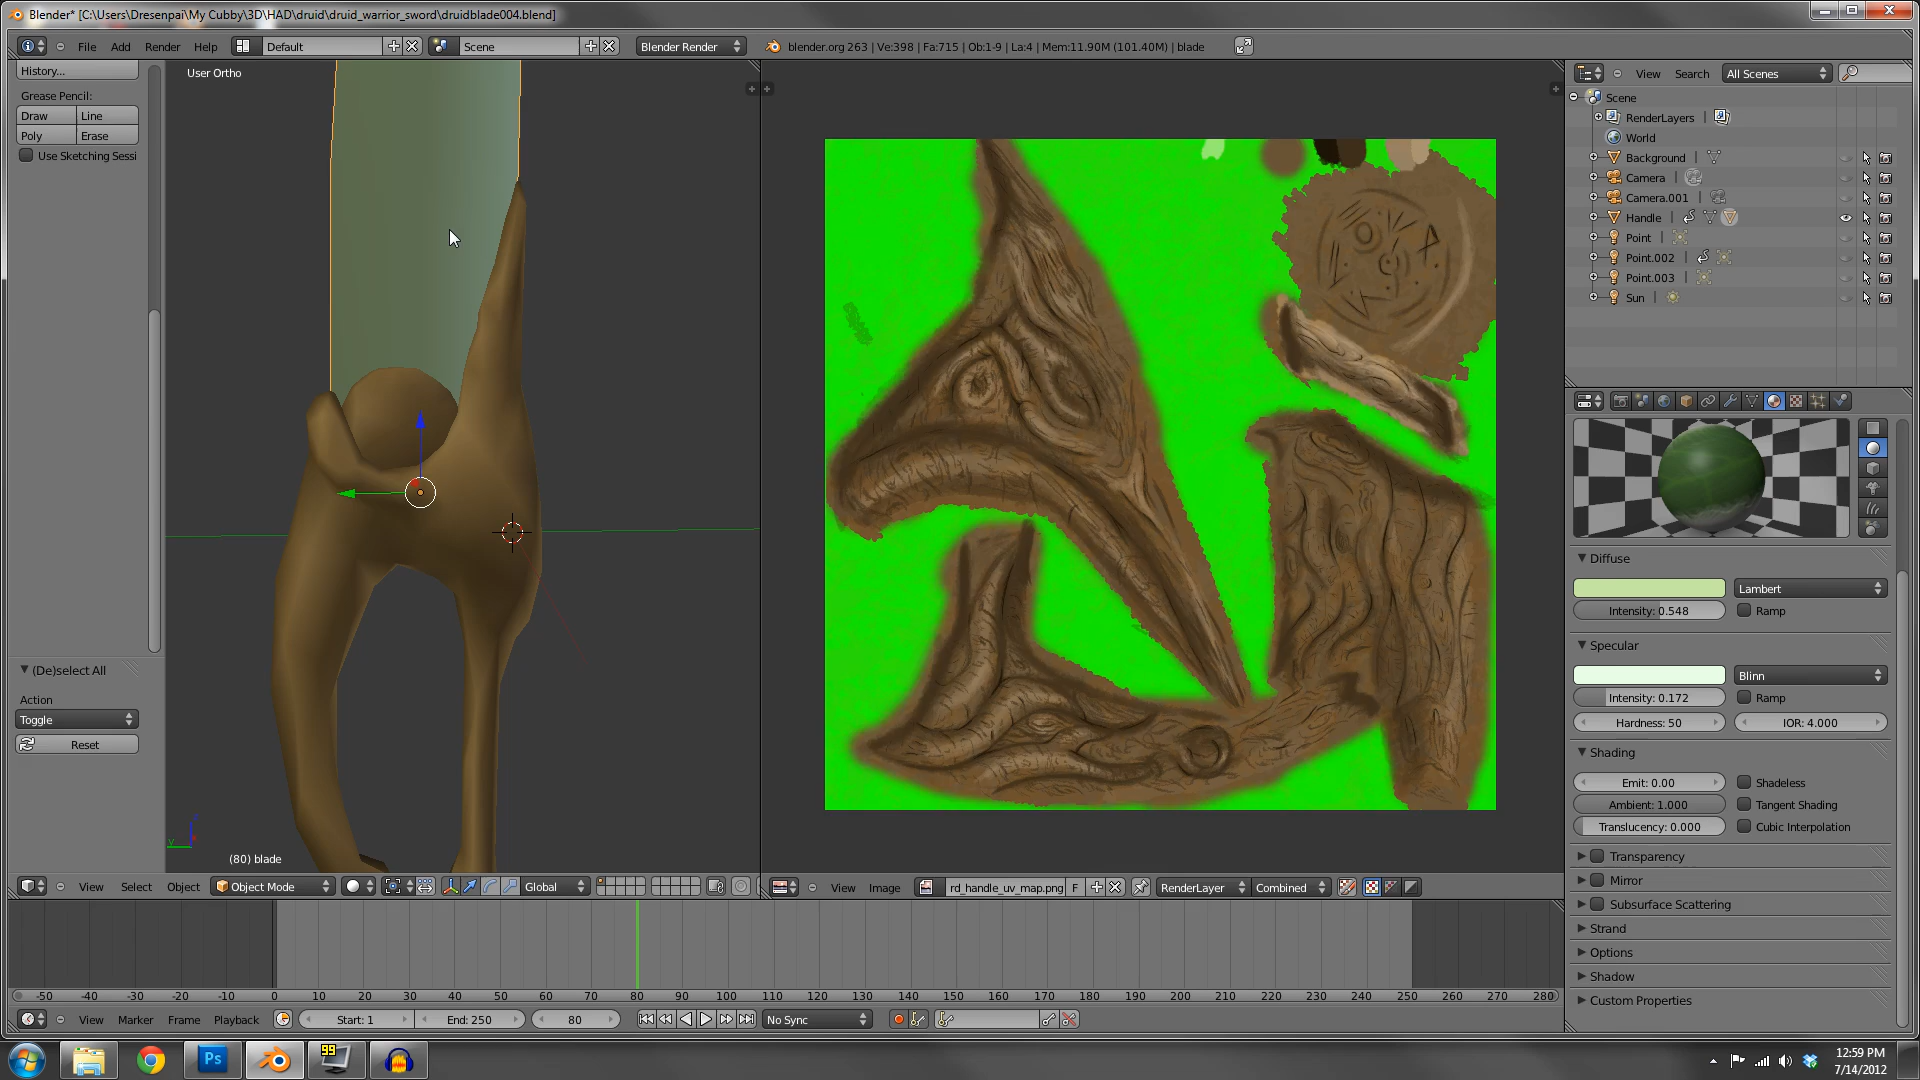 Blender* [C:\Users\Dresenpai\My Cubby\3D\HAD\druid\druid_warrior_sword\druidblade004.blend]
File Add Render Help Default Scene Blender Render blender.org 263 | Ve:398 | Fa:715 | Ob:1-9 | La:4 | Mem:11.90M (101.40M) | blade
History...
Grease Pencil:
Draw Line
Poly Erase
Use Sketching Sessi
(De)select All
Action
Toggle
Reset
User Ortho
(80) blade
View Select Object Object Mode Global
View Image rd_handle_uv_map.png F RenderLayer Combined
View Search All Scenes
Scene
RenderLayers
World
Background
Camera
Camera.001
Handle
Point
Point.002
Point.003
Sun
Diffuse
Lambert
Intensity: 0.548 Ramp
Specular
Blinn
Intensity: 0.172 Ramp
Hardness: 50 IOR: 4.000
Shading
Emit: 0.00 Shadeless
Ambient: 1.000 Tangent Shading
Translucency: 0.000 Cubic Interpolation
Transparency
Mirror
Subsurface Scattering
Strand
Options
Shadow
Custom Properties
-50 -40 -30 -20 -10 0 10 20 30 40 50 60 70 80 90 100 110 120 130 140 150 160 170 180 190 200 210 220 230 240 250 260 270 280
View Marker Frame Playback Start: 1 End: 250 80 No Sync
Ps 99
12:59 PM
7/14/2012